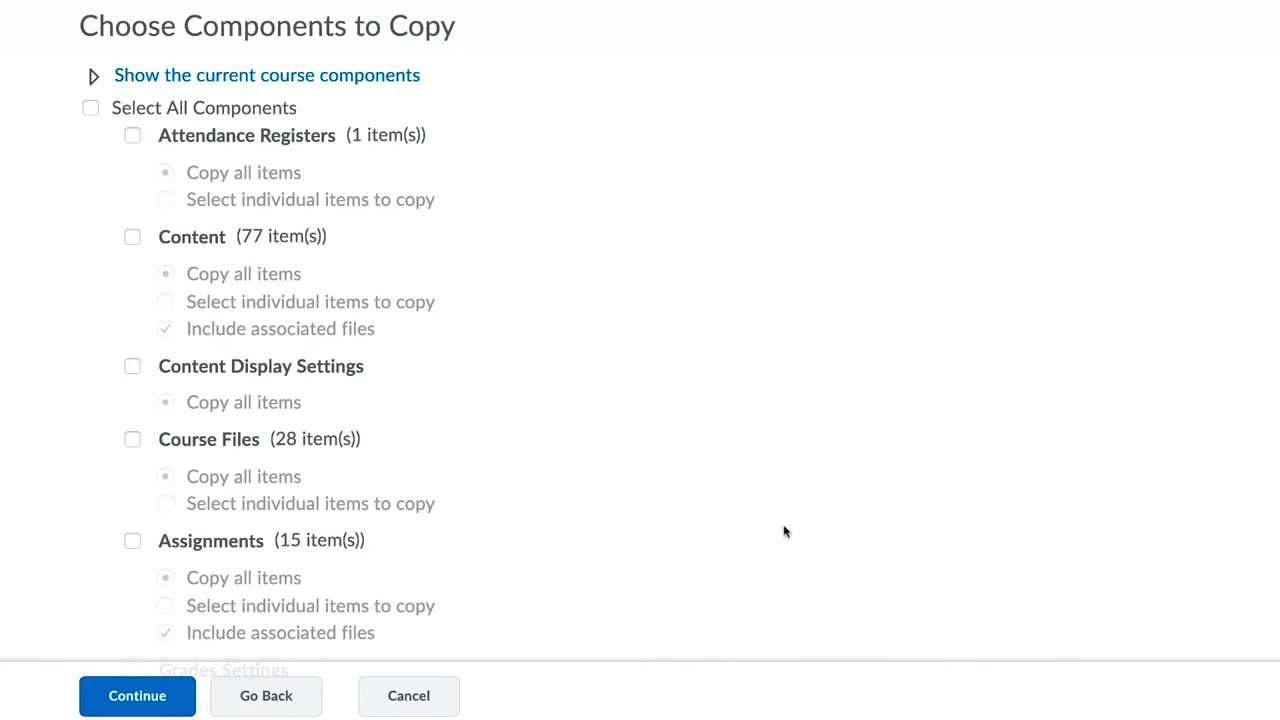 Choose Components to Copy
Show the current course components
Select All Components
Attendance Registers (1 item(s))
Copy all items
Select individual items to copy
Content (77 item(s))
Copy all items
Select individual items to copy
Include associated files
Content Display Settings
Copy all items
Course Files (28 item(s))
Copy all items
Select individual items to copy
Assignments (15 item(s))
Copy all items
Select individual items to copy
Include associated files
Grades Settings
Continue Go Back Cancel